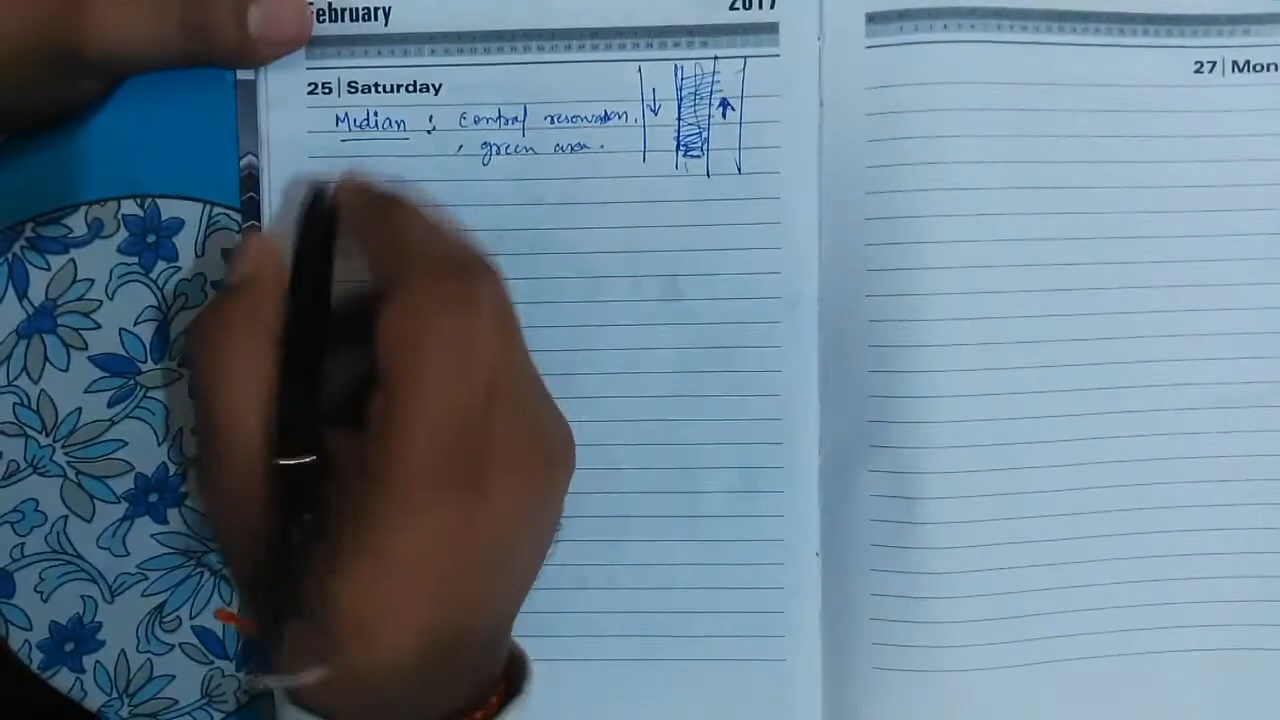 February 2017
25 | Saturday
27 | Mon
Median : Central reservation.
, green area.